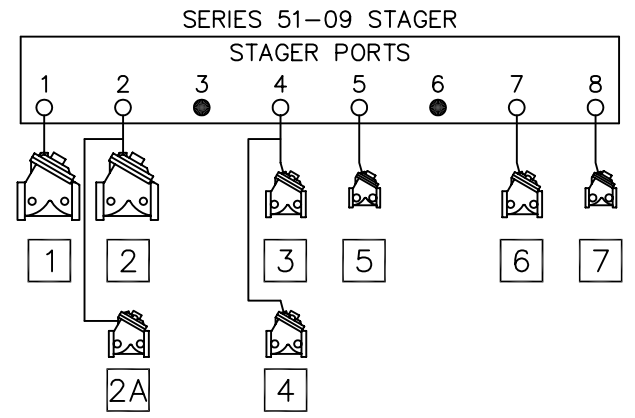 SERIES 51-09 STAGER
STAGER PORTS
1 2 3 4 5 6 7 8
1 2 3 5 6 7
2A 4